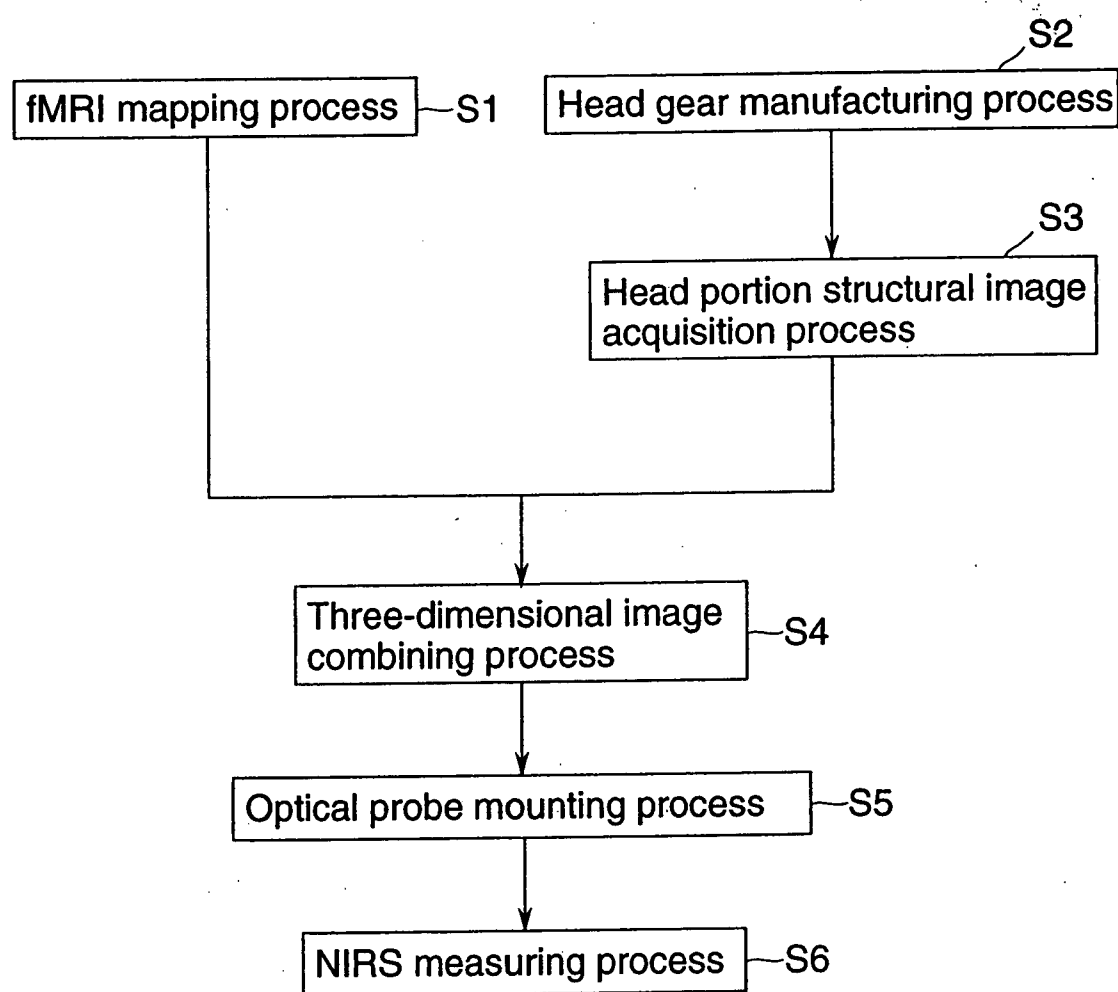 S2
fMRI mapping process
S1
Head gear manufacturing process
S3
Head portion structural image
acquisition process
Three-dimensional image
combining process
S4
Optical probe mounting process
S5
NIRS measuring process
S6